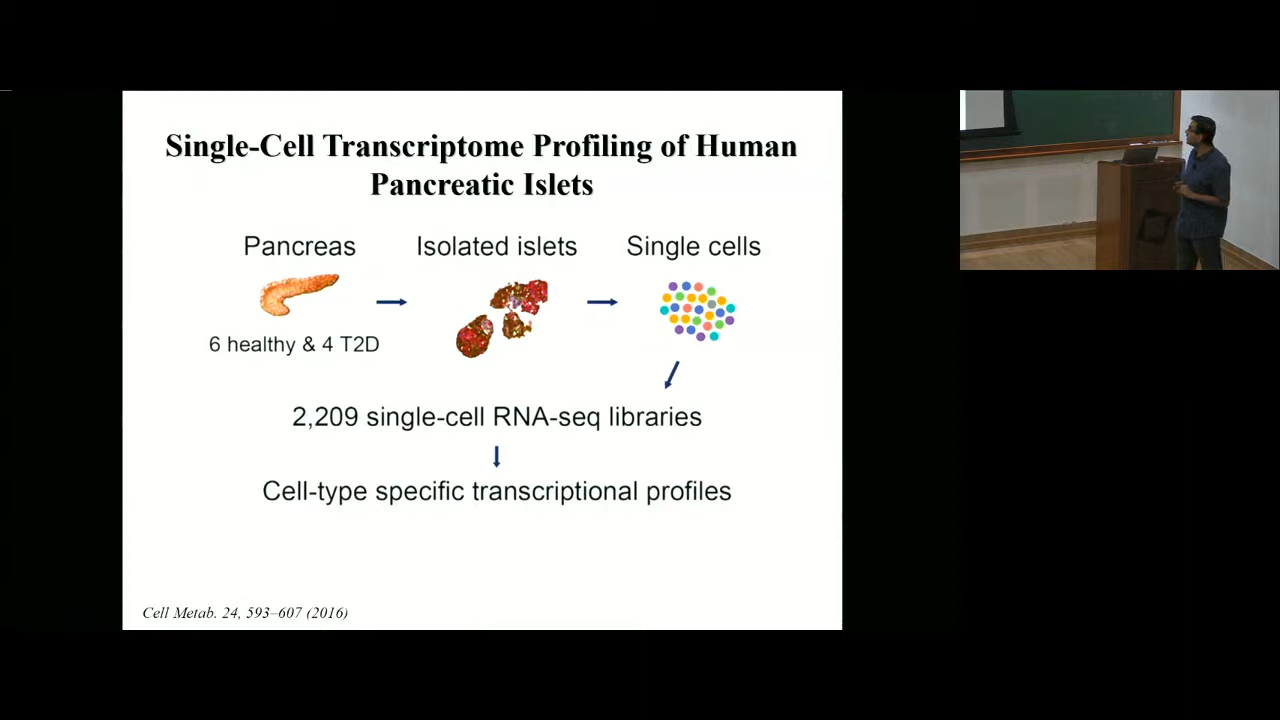 Single-Cell Transcriptome Profiling of Human
Pancreatic Islets
Pancreas
Isolated islets
Single cells
6 healthy & 4 T2D
2,209 single-cell RNA-seq libraries
Cell-type specific transcriptional profiles
Cell Metab. 24, 593–607 (2016)